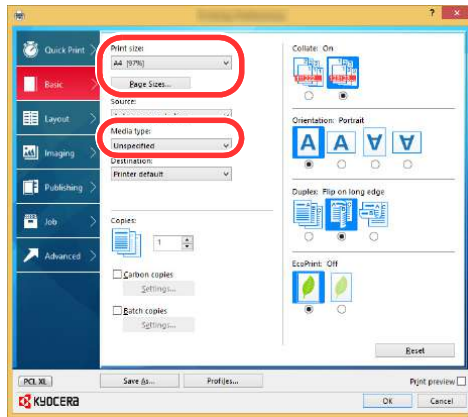 ?
Quick Print
Basic
Layout
Imaging
Publishing
Job
Advanced
Print size:
A4 [97%]
Page Sizes...
Source:
Media type:
Unspecified
Destination:
Printer default
Copies:
1
Carbon copies
Settings...
Batch copies
Settings...
Collate: On
Orientation: Portrait
A A A A
Duplex: Flip on long edge
EcoPrint: Off
Reset
PCL XL
Save As...
Profiles...
Print preview
KYOCERA
OK
Cancel